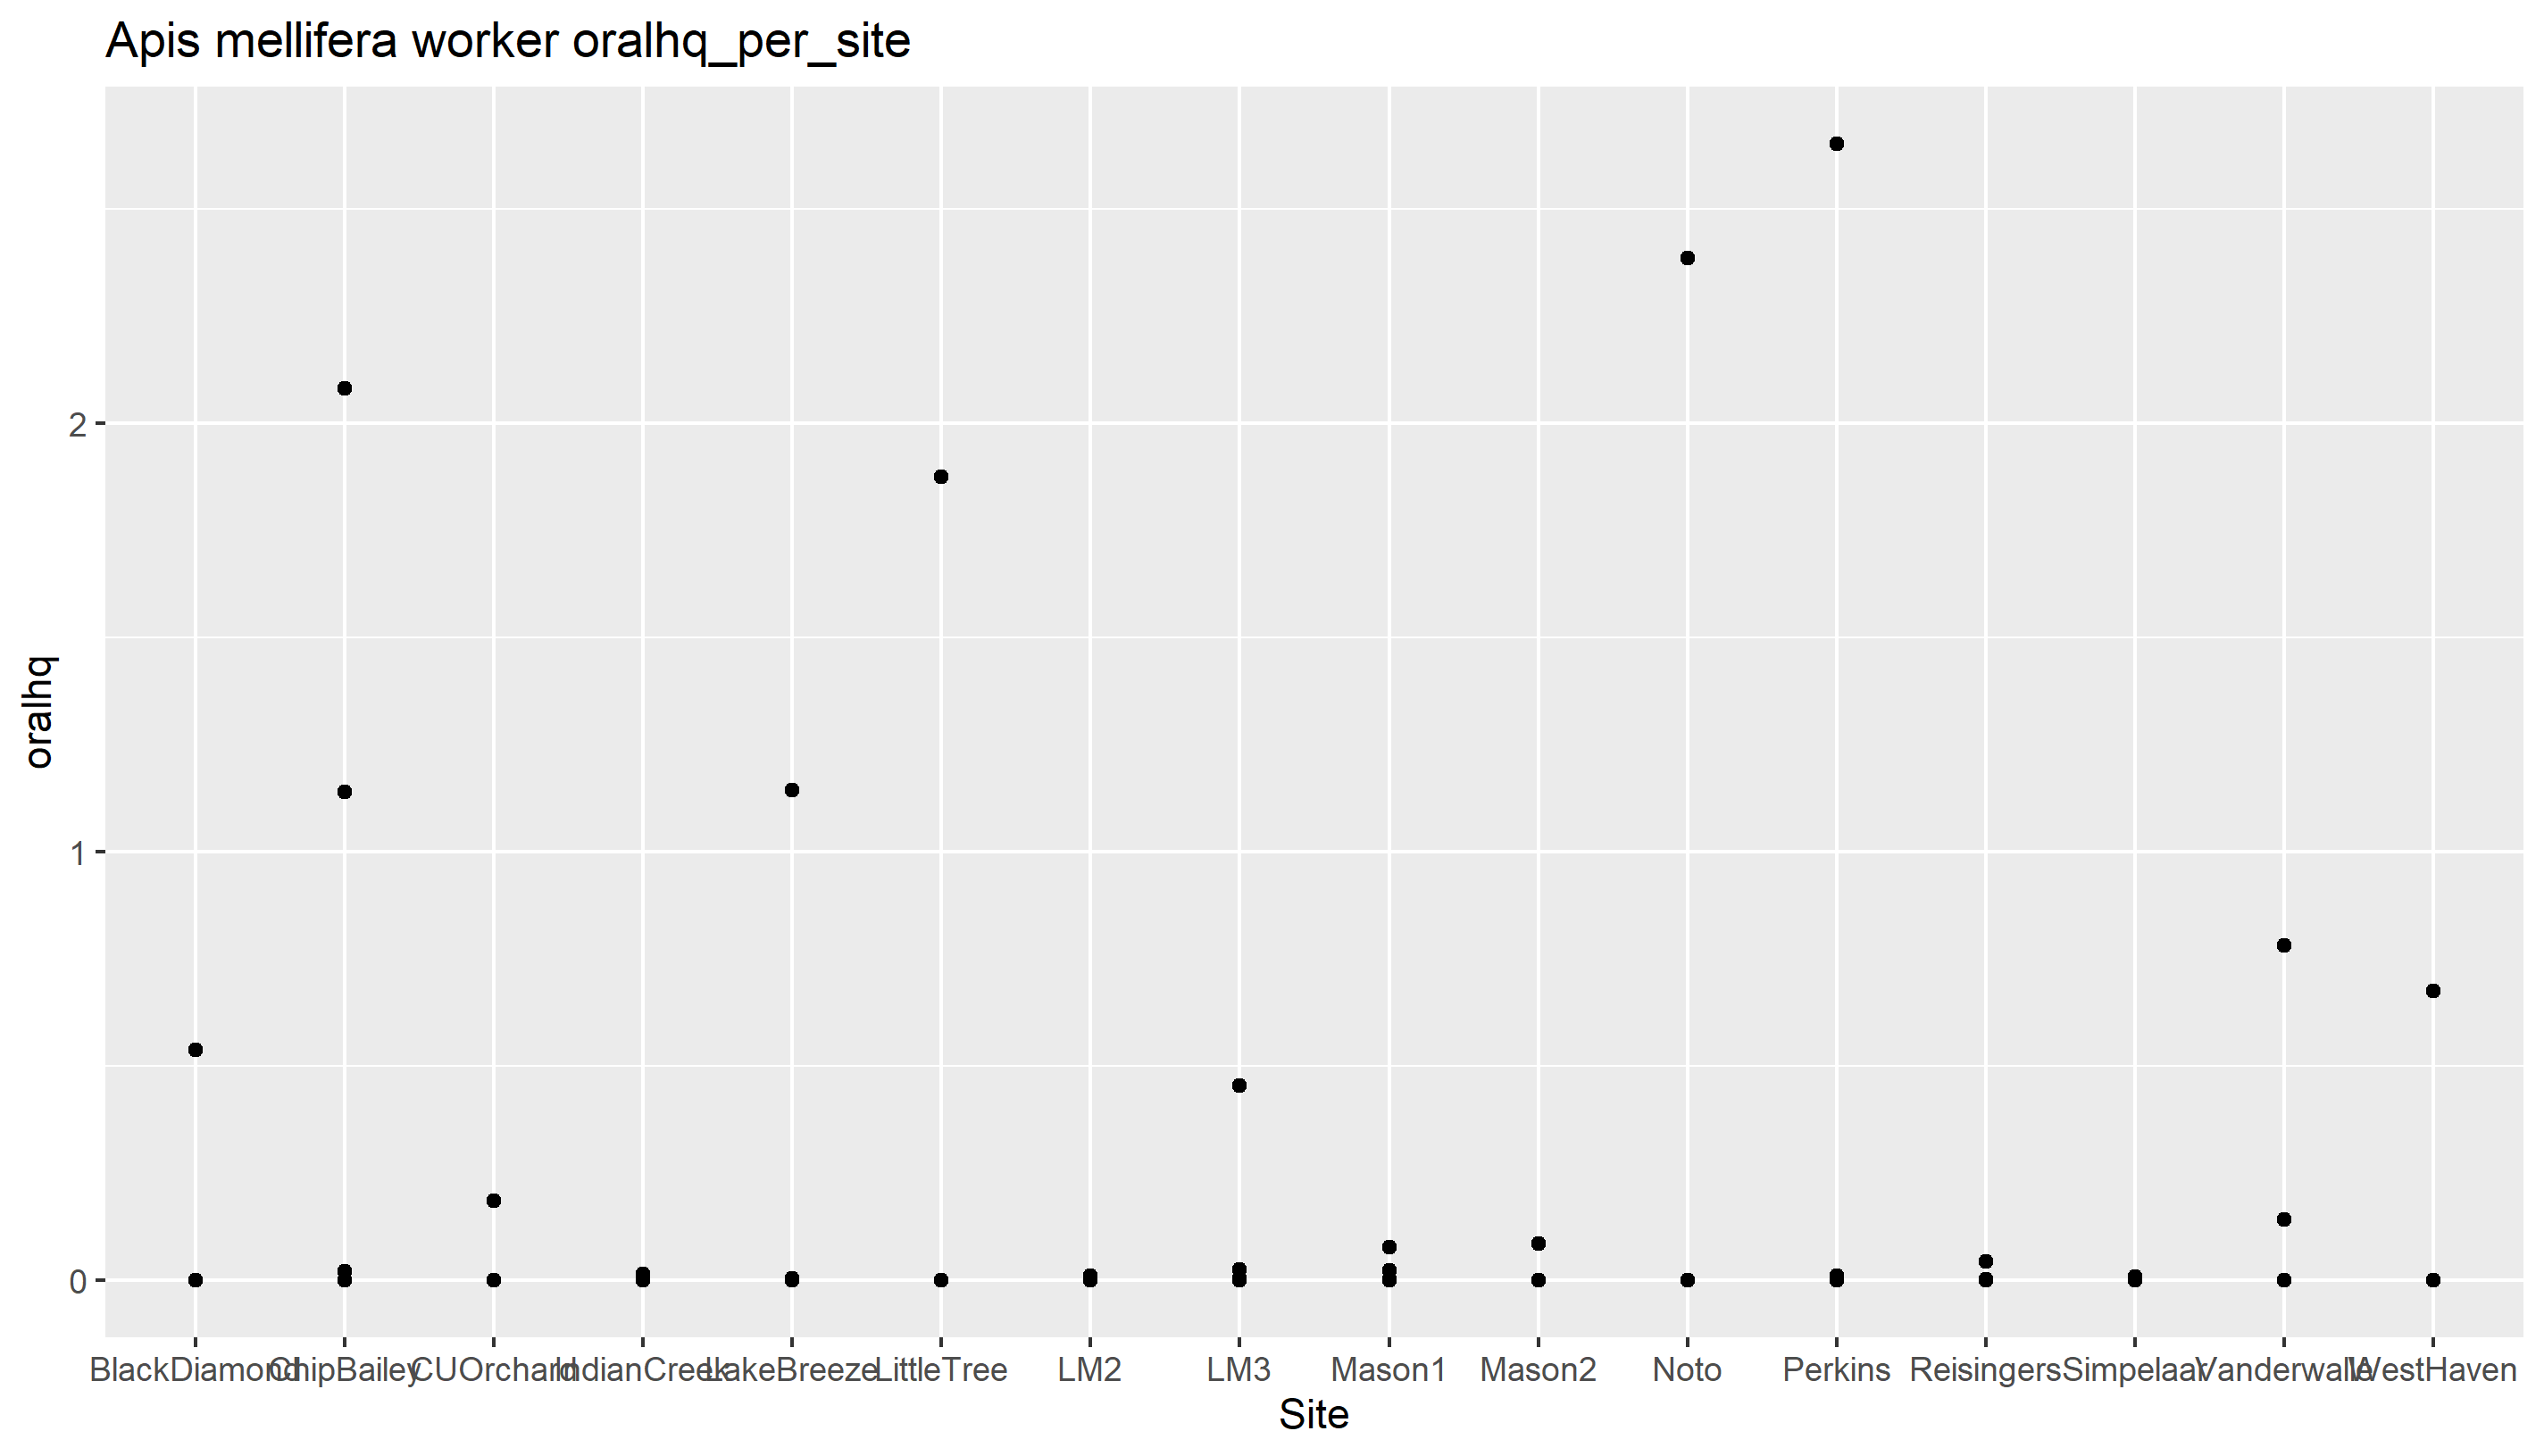 Apis mellifera worker oralhq_per_site
oralhq
2
1
0
BlackDiamond ChipBailey CUOrchard IndianCreek LakeBreeze LittleTree LM2 LM3 Mason1 Mason2 Noto Perkins Reisingers Simpelaar Vanderwalle WestHaven
Site